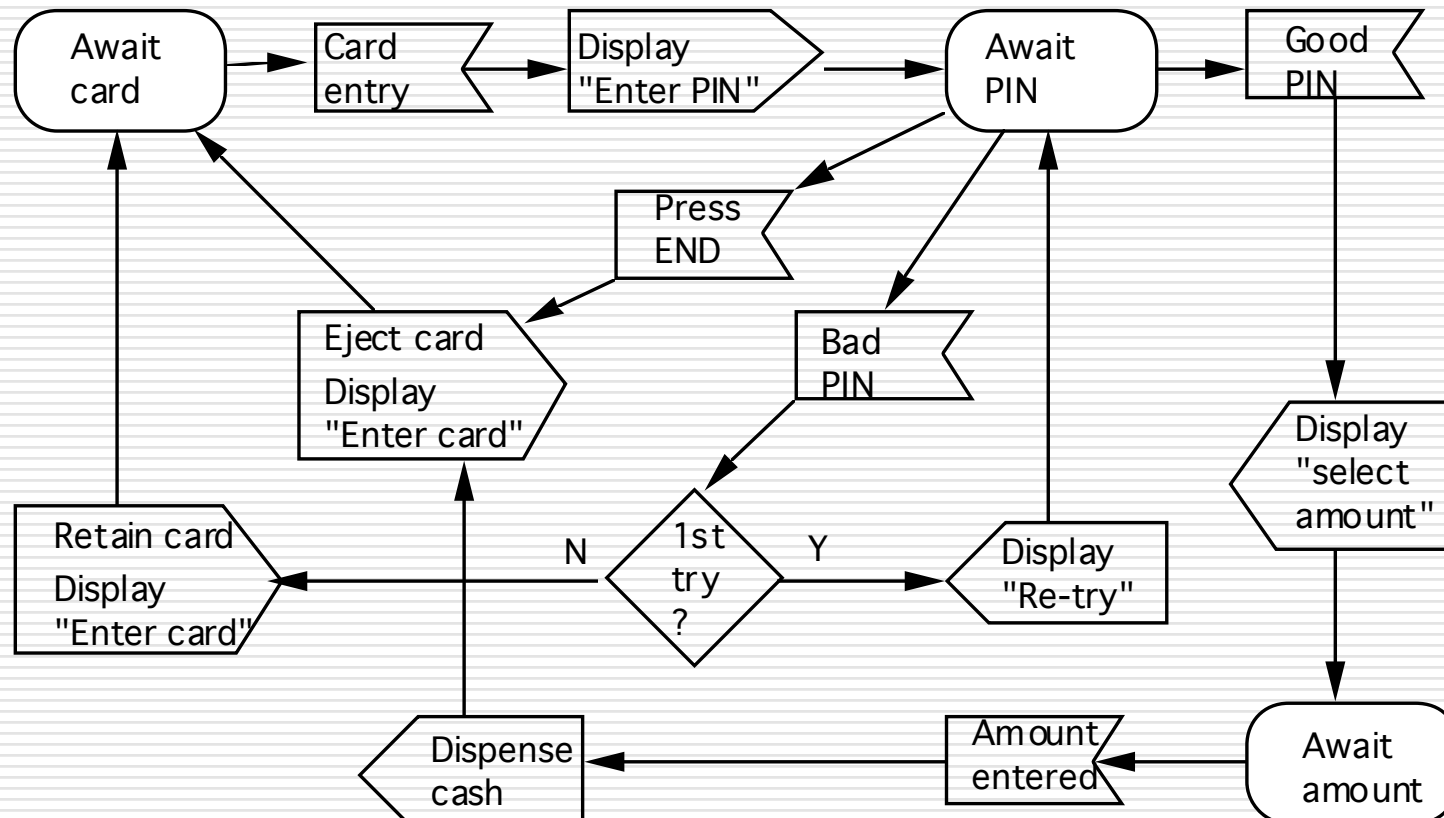 Await
card
Card
entry
Display
"Enter PIN"
Await
PIN
Good
PIN
Press
END
Eject card
Display
"Enter card"
Bad
PIN
Display
"select
amount"
Retain card
Display
"Enter card"
N
1st
try
?
Y
Display
"Re-try"
Dispense
cash
Amount
entered
Await
amount